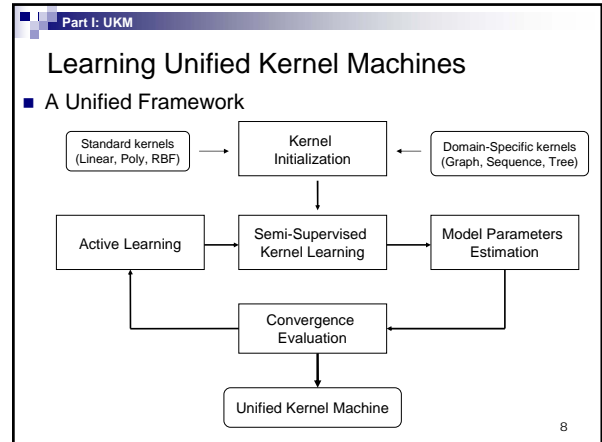 Part I: UKM
Learning Unified Kernel Machines
A Unified Framework
Standard kernels
(Linear, Poly, RBF)
Kernel
Initialization
Domain-Specific kernels
(Graph, Sequence, Tree)
Active Learning
Semi-Supervised
Kernel Learning
Model Parameters
Estimation
Convergence
Evaluation
Unified Kernel Machine
8